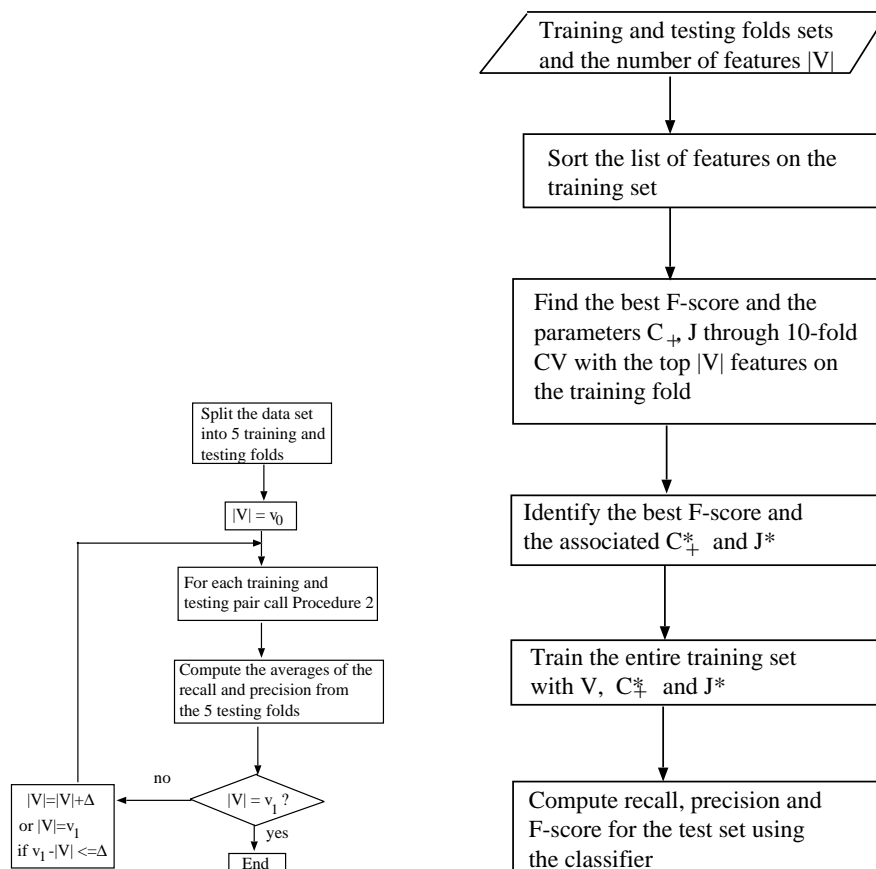 Split the data set
into 5 training and
testing folds
|V| = v₀
For each training and
testing pair call Procedure 2
Compute the averages of the
recall and precision from
the 5 testing folds
|V| = v₁ ?
no
yes
|V|=|V|+Δ
or |V|=v₁
if v₁ -|V| <=Δ
End
Training and testing folds sets
and the number of features |V|
Sort the list of features on the
training set
Find the best F-score and the
parameters C₊, J through 10-fold
CV with the top |V| features on
the training fold
Identify the best F-score and
the associated C*₊ and J*
Train the entire training set
with V, C*₊ and J*
Compute recall, precision and
F-score for the test set using
the classifier